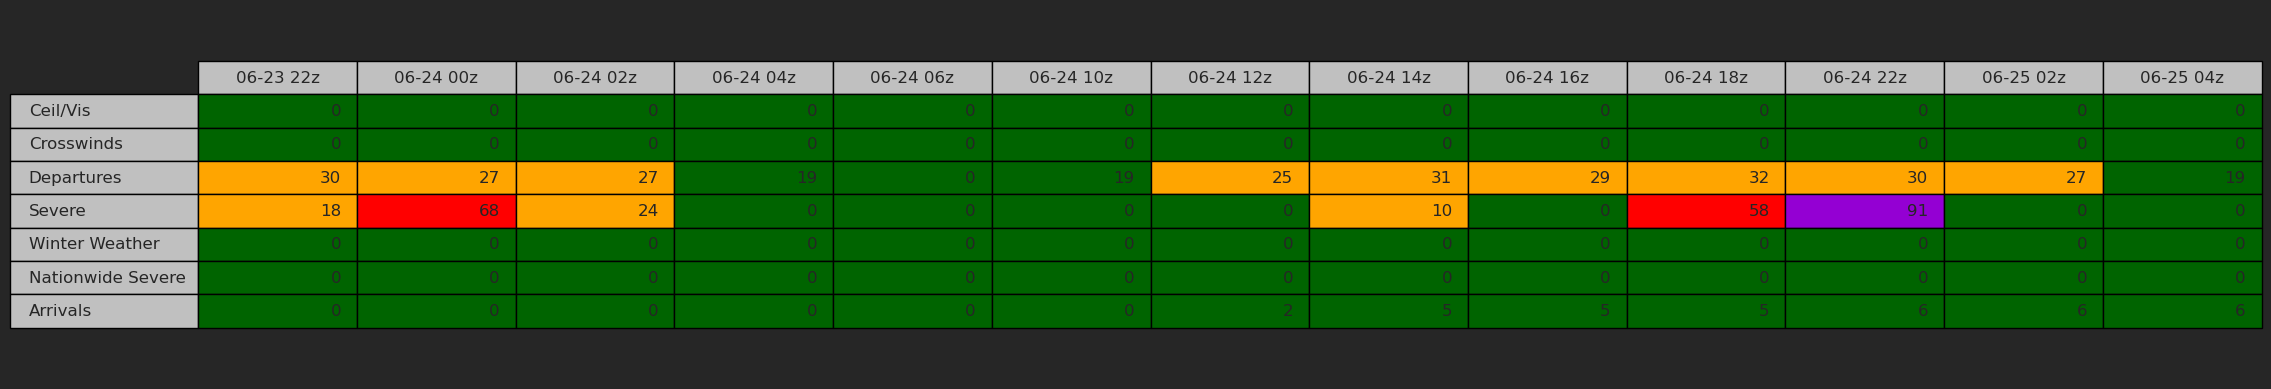 06-23 22z 06-24 00z 06-24 02z 06-24 04z 06-24 06z 06-24 10z 06-24 12z 06-24 14z 06-24 16z 06-24 18z 06-24 22z 06-25 02z 06-25 04z
Ceil/Vis 0 0 0 0 0 0 0 0 0 0 0 0 0
Crosswinds 0 0 0 0 0 0 0 0 0 0 0 0 0
Departures 30 27 27 19 0 19 25 31 29 32 30 27 19
Severe 18 68 24 0 0 0 0 10 0 58 91 0 0
Winter Weather 0 0 0 0 0 0 0 0 0 0 0 0 0
Nationwide Severe 0 0 0 0 0 0 0 0 0 0 0 0 0
Arrivals 0 0 0 0 0 0 2 5 5 5 6 6 6